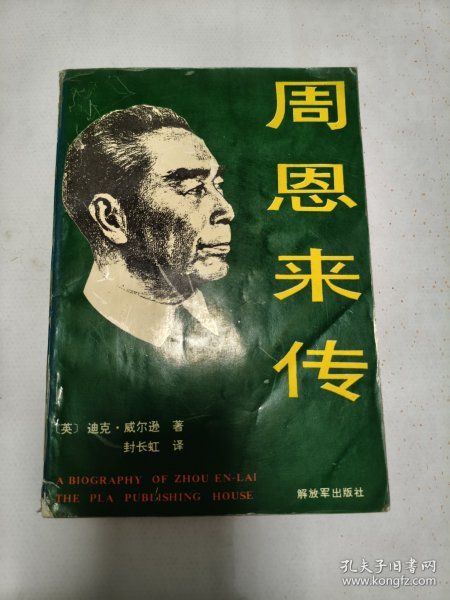 周恩来传
〔英〕迪克·威尔逊 著
封长虹 译
A BIOGRAPHY OF ZHOU EN-LAI
THE PLA PUBLISHING HOUSE
解放军出版社
孔夫子旧书网
www.kongfz.com